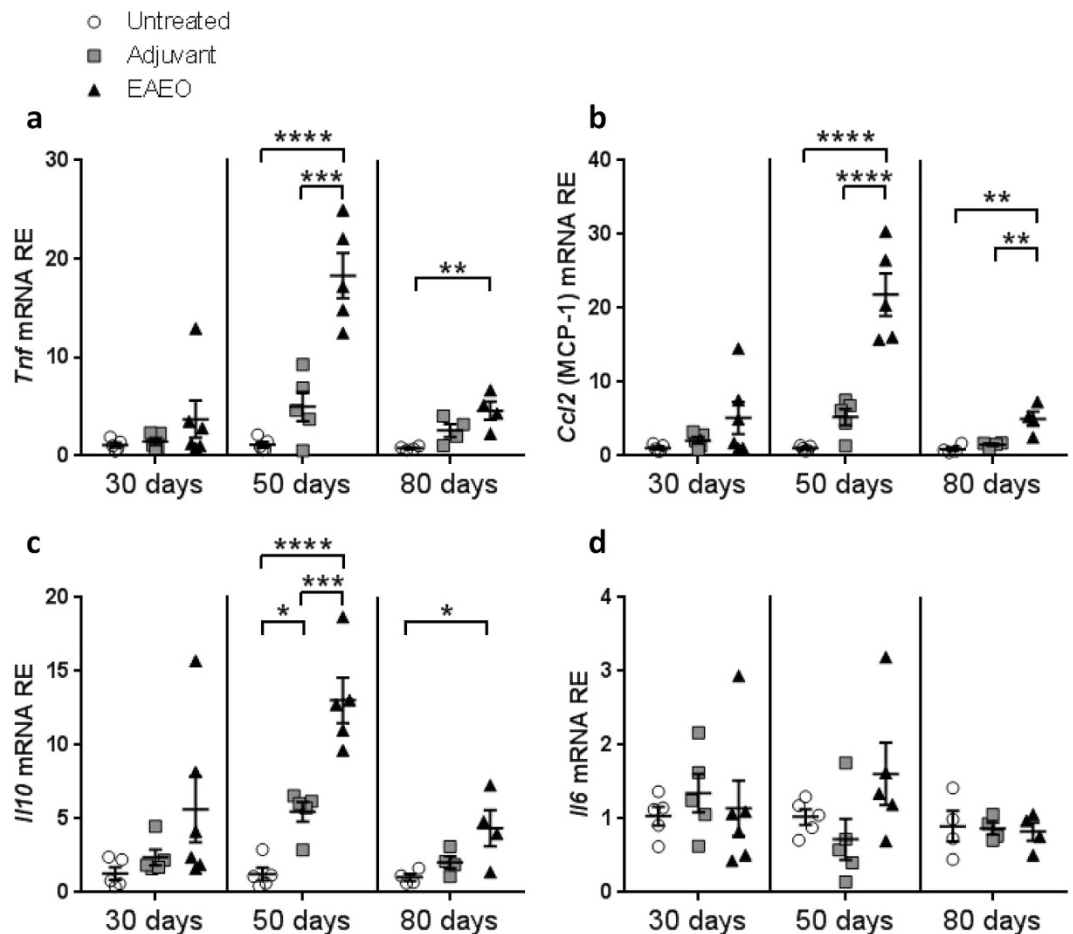 Untreated
Adjuvant
EAEO
a
Tnf mRNA RE
30
20
10
0
****
***
**
30 days
50 days
80 days
b
Ccl2 (MCP-1) mRNA RE
40
30
20
10
0
****
****
**
**
30 days
50 days
80 days
c
Il10 mRNA RE
20
15
10
5
0
****
***
*
*
30 days
50 days
80 days
d
Il6 mRNA RE
4
3
2
1
0
30 days
50 days
80 days